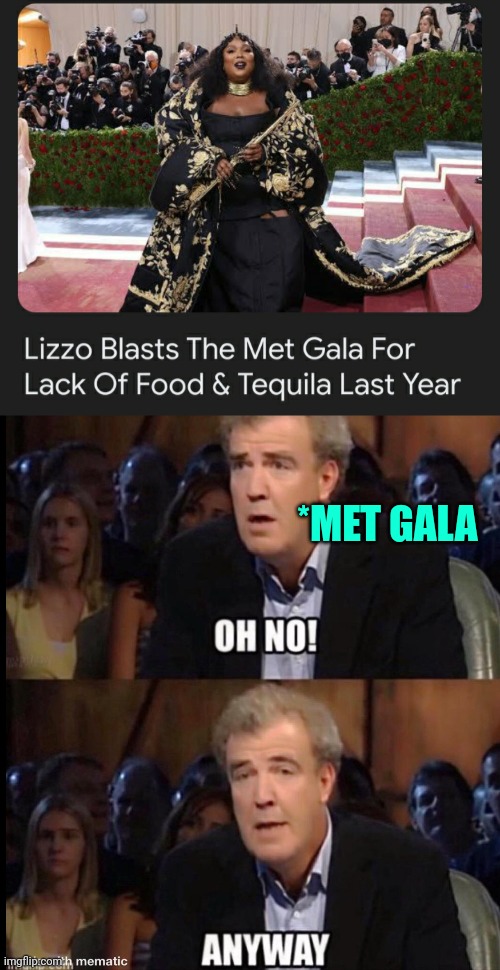 Lizzo Blasts The Met Gala For
Lack Of Food & Tequila Last Year
*MET GALA
OH NO!
ANYWAY
imgflip.com
mematic